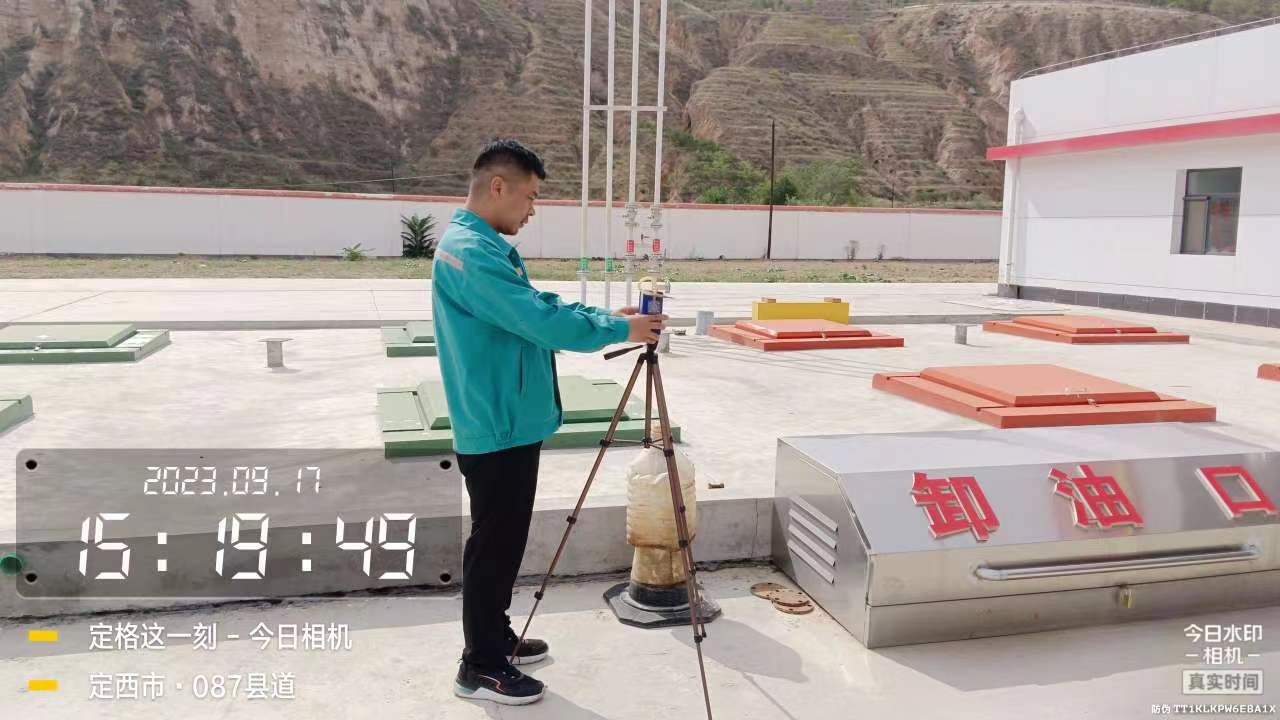 卸油口
2023.09.17
15:19:49
定格这一刻 - 今日相机
定西市·087县道
今日水印
-相机-
真实时间
防伪 TT1KLKPW6EBA1X